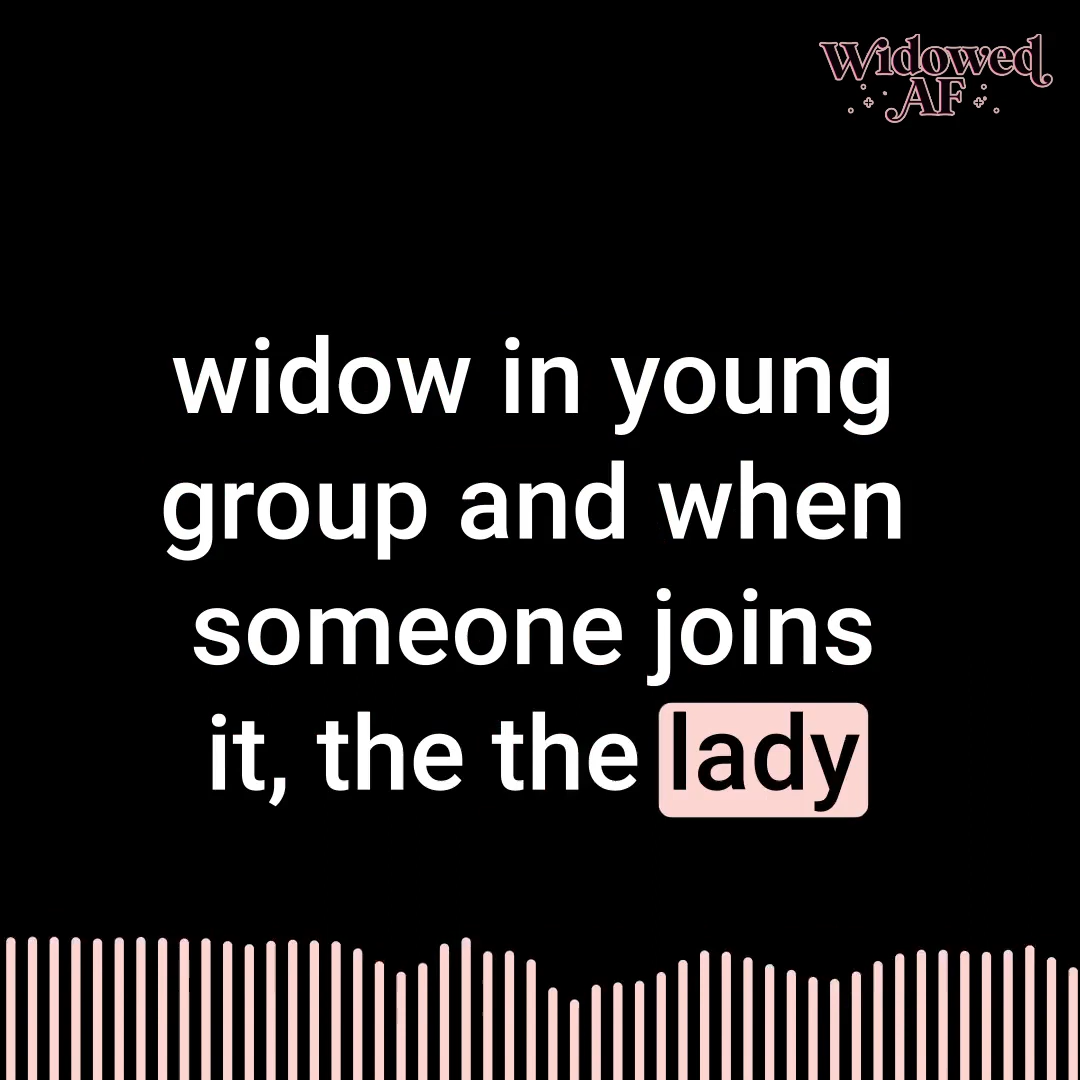 Widowed
AF
widow in young
group and when
someone joins
it, the the lady